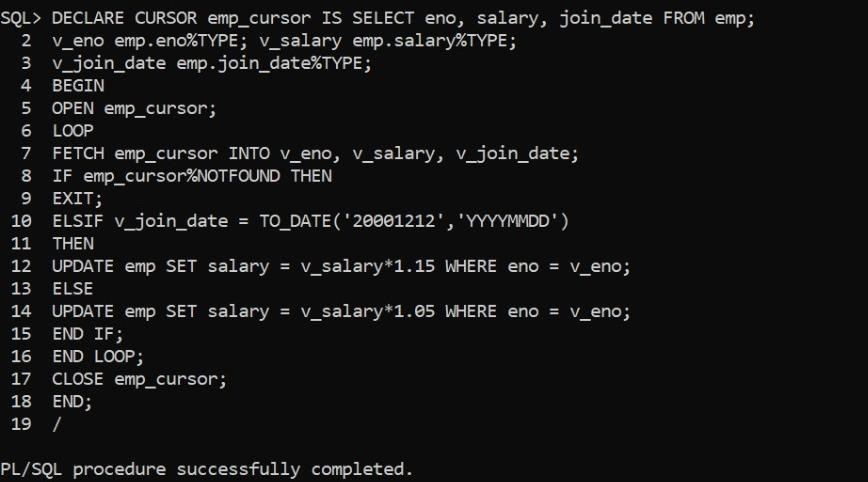 SQL> DECLARE CURSOR emp_cursor IS SELECT eno, salary, join_date FROM emp;
2 v_eno emp.eno%TYPE; v_salary emp.salary%TYPE;
3 v_join_date emp.join_date%TYPE;
4 BEGIN
5 OPEN emp_cursor;
6 LOOP
7 FETCH emp_cursor INTO v_eno, v_salary, v_join_date;
8 IF emp_cursor%NOTFOUND THEN
9 EXIT;
10 ELSIF v_join_date = TO_DATE('20001212','YYYYMMDD')
11 THEN
12 UPDATE emp SET salary = v_salary*1.15 WHERE eno = v_eno;
13 ELSE
14 UPDATE emp SET salary = v_salary*1.05 WHERE eno = v_eno;
15 END IF;
16 END LOOP;
17 CLOSE emp_cursor;
18 END;
19 /
PL/SQL procedure successfully completed.